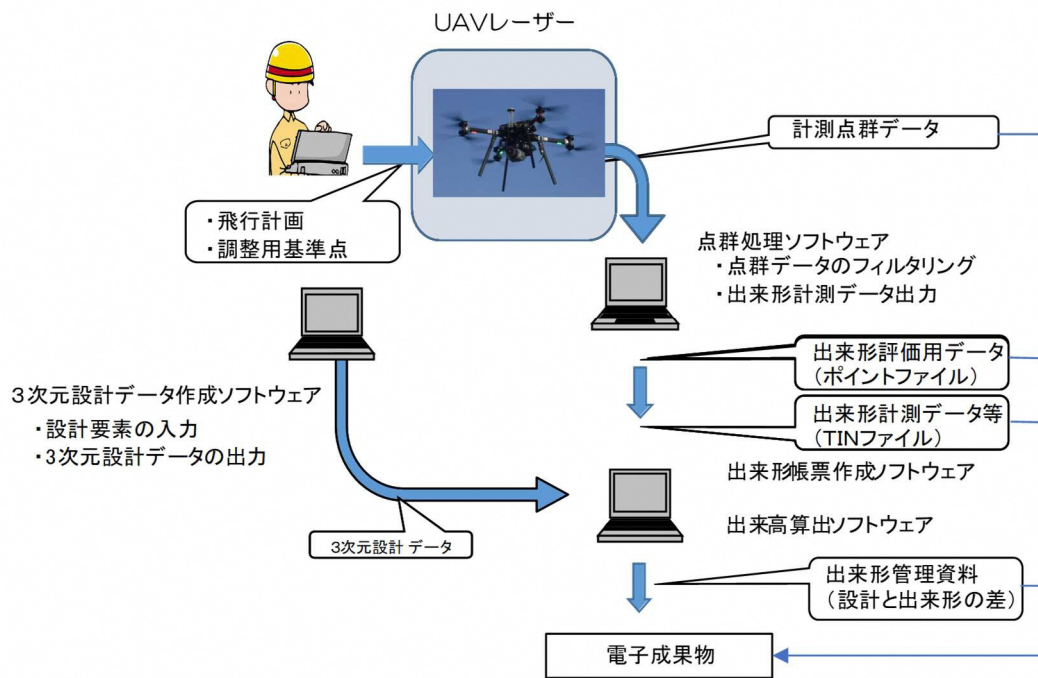 UAVレーザー
計測点群データ
・飛行計画
・調整用基準点
点群処理ソフトウェア
・点群データのフィルタリング
・出来形計測データ出力
出来形評価用データ
(ポイントファイル)
3次元設計データ作成ソフトウェア
・設計要素の入力
・3次元設計データの出力
出来形計測データ等
(TINファイル)
出来形帳票作成ソフトウェア
出来高算出ソフトウェア
3次元設計データ
出来形管理資料
(設計と出来形の差)
電子成果物